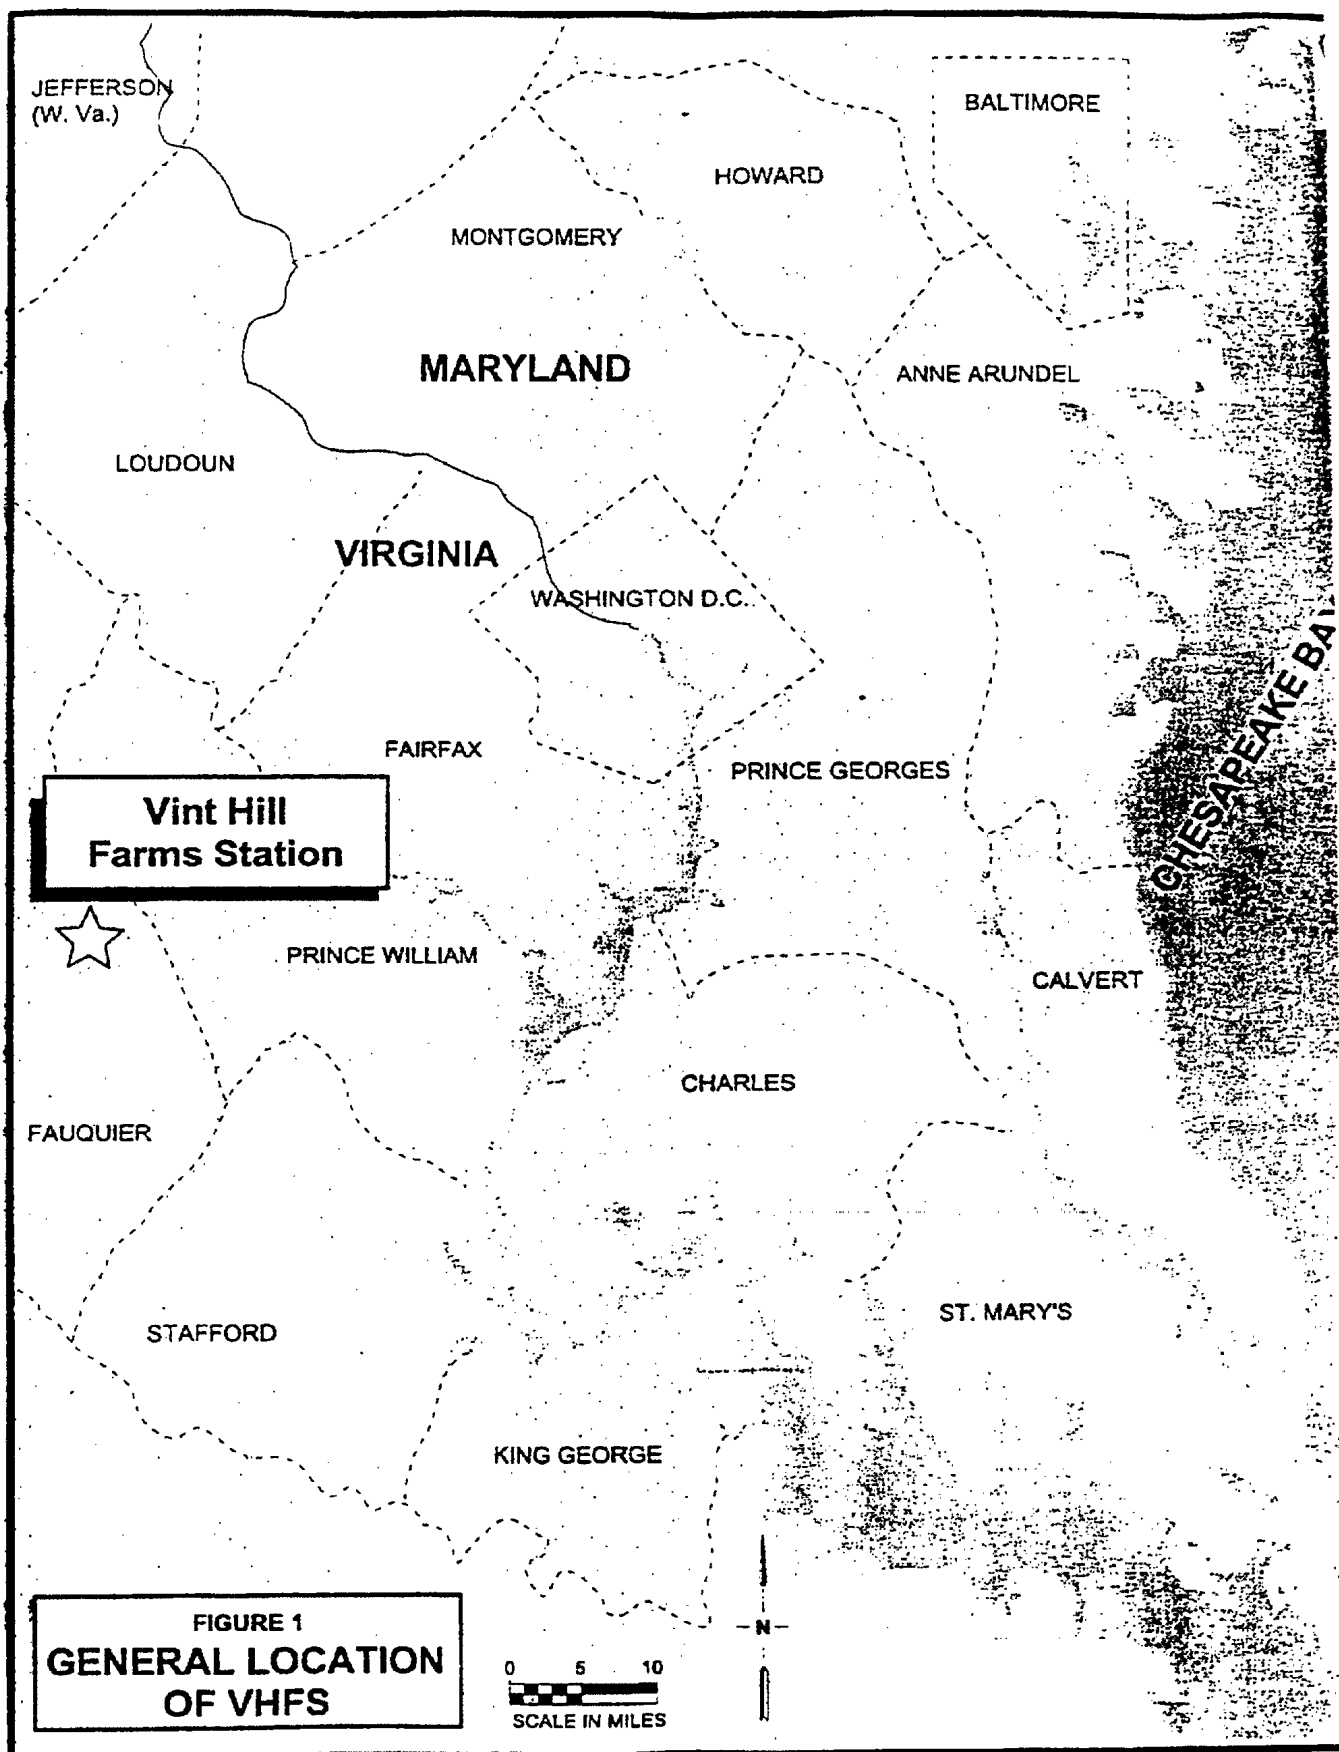 JEFFERSON
(W. Va.)
BALTIMORE
HOWARD
MONTGOMERY
MARYLAND
ANNE ARUNDEL
LOUDOUN
VIRGINIA
WASHINGTON D.C.
CHESAPEAKE BAY
FAIRFAX
PRINCE GEORGES
Vint Hill
Farms Station
PRINCE WILLIAM
CALVERT
CHARLES
FAUQUIER
ST. MARY'S
STAFFORD
KING GEORGE
FIGURE 1
GENERAL LOCATION
OF VHFS
0 5 10
SCALE IN MILES
N